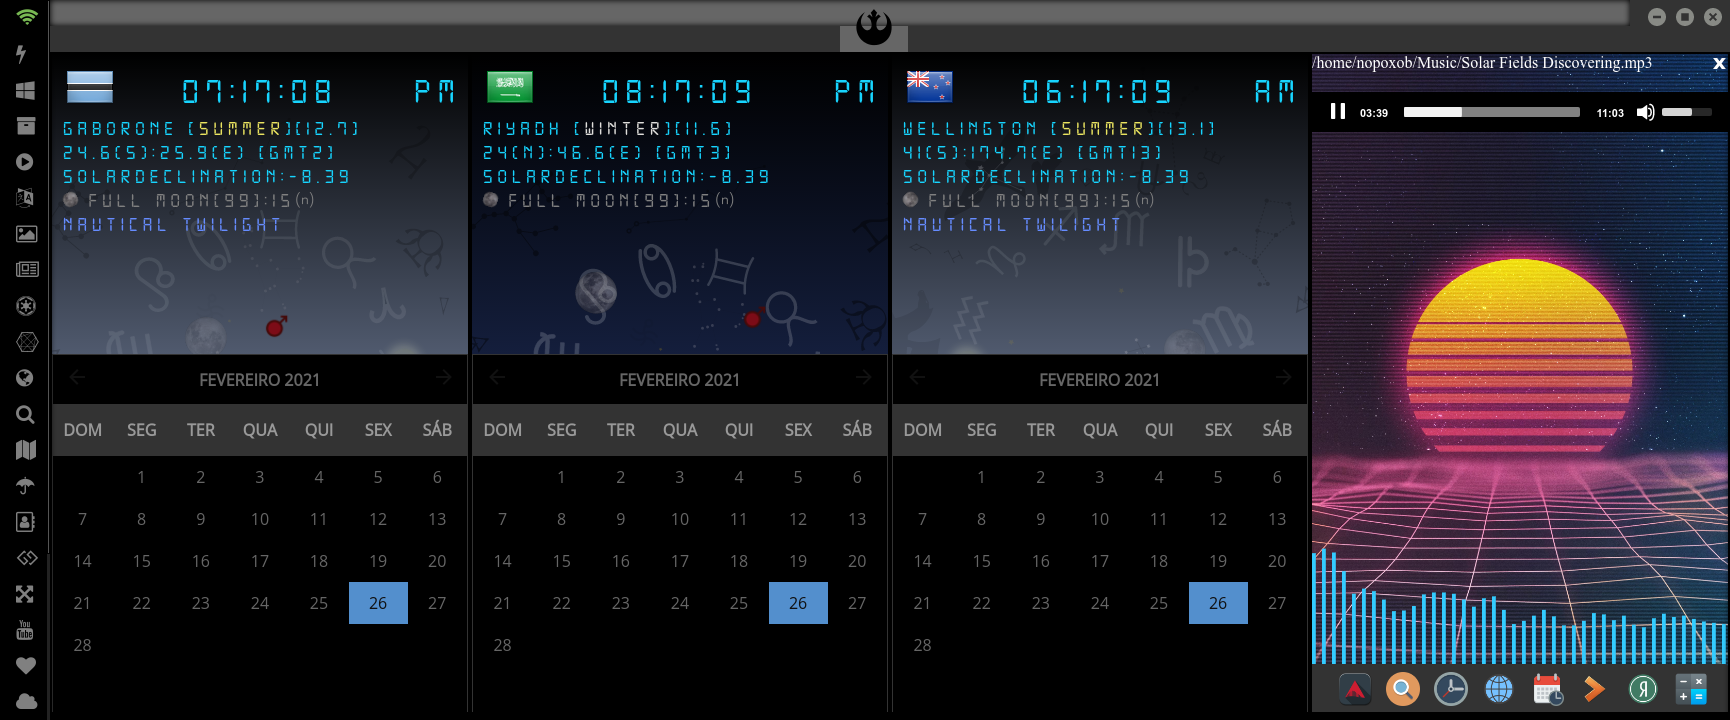 /home/nopoxob/Music/Solar Fields Discovering.mp3
x
03:39
11:03
07:17:08 PM
GABORONE [SUMMER][12.7]
24.6(S):25.9(E) [GMT2]
SOLARDECLINATION:-8.39
FULL MOON[99]:15(n)
NAUTICAL TWILIGHT
FEVEREIRO 2021
DOM SEG TER QUA QUI SEX SÁB
1 2 3 4 5 6
7 8 9 10 11 12 13
14 15 16 17 18 19 20
21 22 23 24 25 26 27
28
08:17:09 PM
RIYADH [WINTER][11.6]
24(N):46.6(E) [GMT3]
SOLARDECLINATION:-8.39
FULL MOON[99]:15(n)
NAUTICAL TWILIGHT
FEVEREIRO 2021
DOM SEG TER QUA QUI SEX SÁB
1 2 3 4 5 6
7 8 9 10 11 12 13
14 15 16 17 18 19 20
21 22 23 24 25 26 27
28
06:17:09 AM
WELLINGTON [SUMMER][13.1]
41(S):174.7(E) [GMT13]
SOLARDECLINATION:-8.39
FULL MOON[99]:15(n)
NAUTICAL TWILIGHT
FEVEREIRO 2021
DOM SEG TER QUA QUI SEX SÁB
1 2 3 4 5 6
7 8 9 10 11 12 13
14 15 16 17 18 19 20
21 22 23 24 25 26 27
28
You
Tube
Я